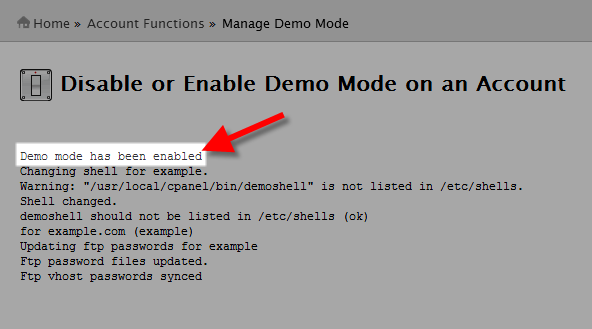 Home » Account Functions » Manage Demo Mode
Disable or Enable Demo Mode on an Account
Demo mode has been enabled
Changing shell for example.
Warning: "/usr/local/cpanel/bin/demoshell" is not listed in /etc/shells.
Shell changed.
demoshell should not be listed in /etc/shells (ok)
for example.com (example)
Updating ftp passwords for example
Ftp password files updated.
Ftp vhost passwords synced